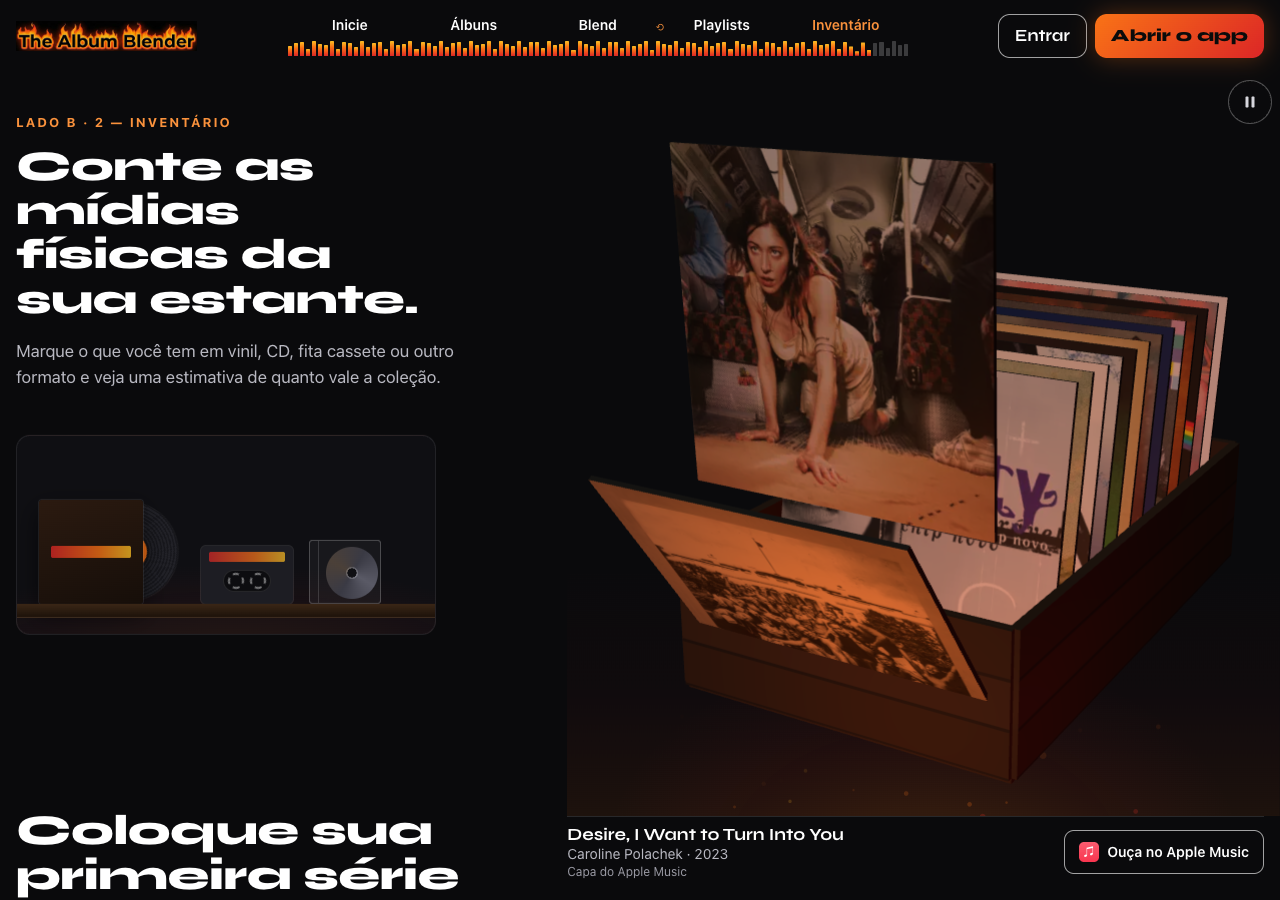 The Album Blender
Inicie
Álbuns
Blend
Playlists
Inventário
Entrar
Abrir o app
LADO B · 2 — INVENTÁRIO
Conte as
mídias
físicas da
sua estante.
Marque o que você tem em vinil, CD, fita cassete ou outro
formato e veja uma estimativa de quanto vale a coleção.
Coloque sua
primeira série
Desire, I Want to Turn Into You
Caroline Polachek · 2023
Capa do Apple Music
Ouça no Apple Music